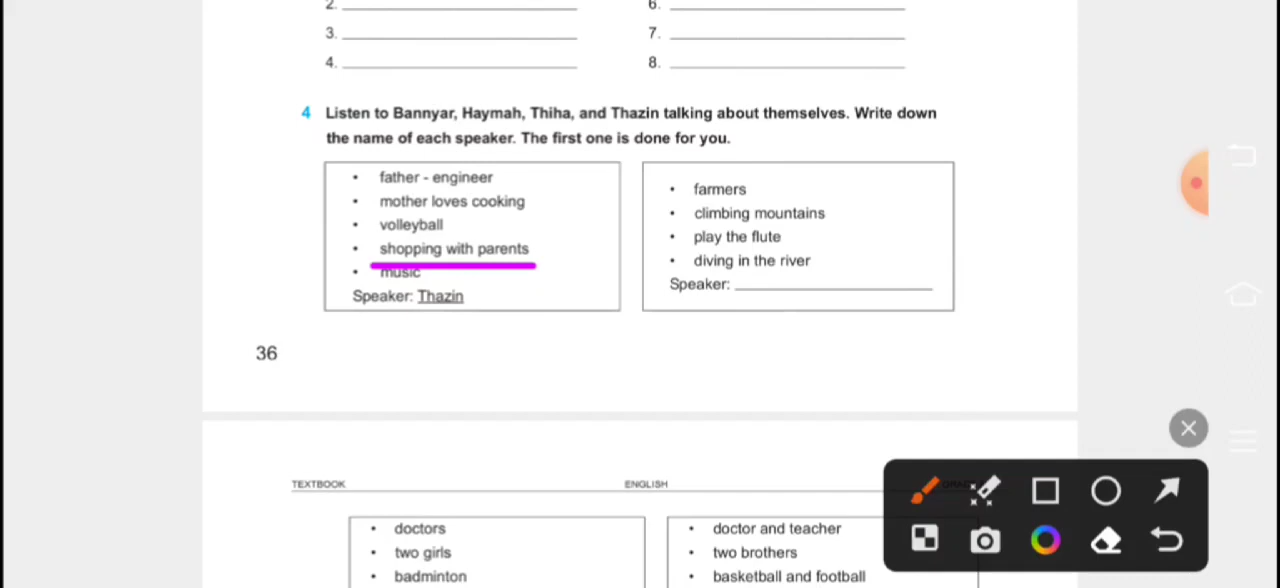 2. 6.
3. 7.
4. 8.
4 Listen to Bannyar, Haymah, Thiha, and Thazin talking about themselves. Write down
the name of each speaker. The first one is done for you.
• father - engineer
• mother loves cooking
• volleyball
• shopping with parents
• music
Speaker: Thazin
• farmers
• climbing mountains
• play the flute
• diving in the river
Speaker:
36
TEXTBOOK ENGLISH
• doctors
• two girls
• badminton
• doctor and teacher
• two brothers
• basketball and football